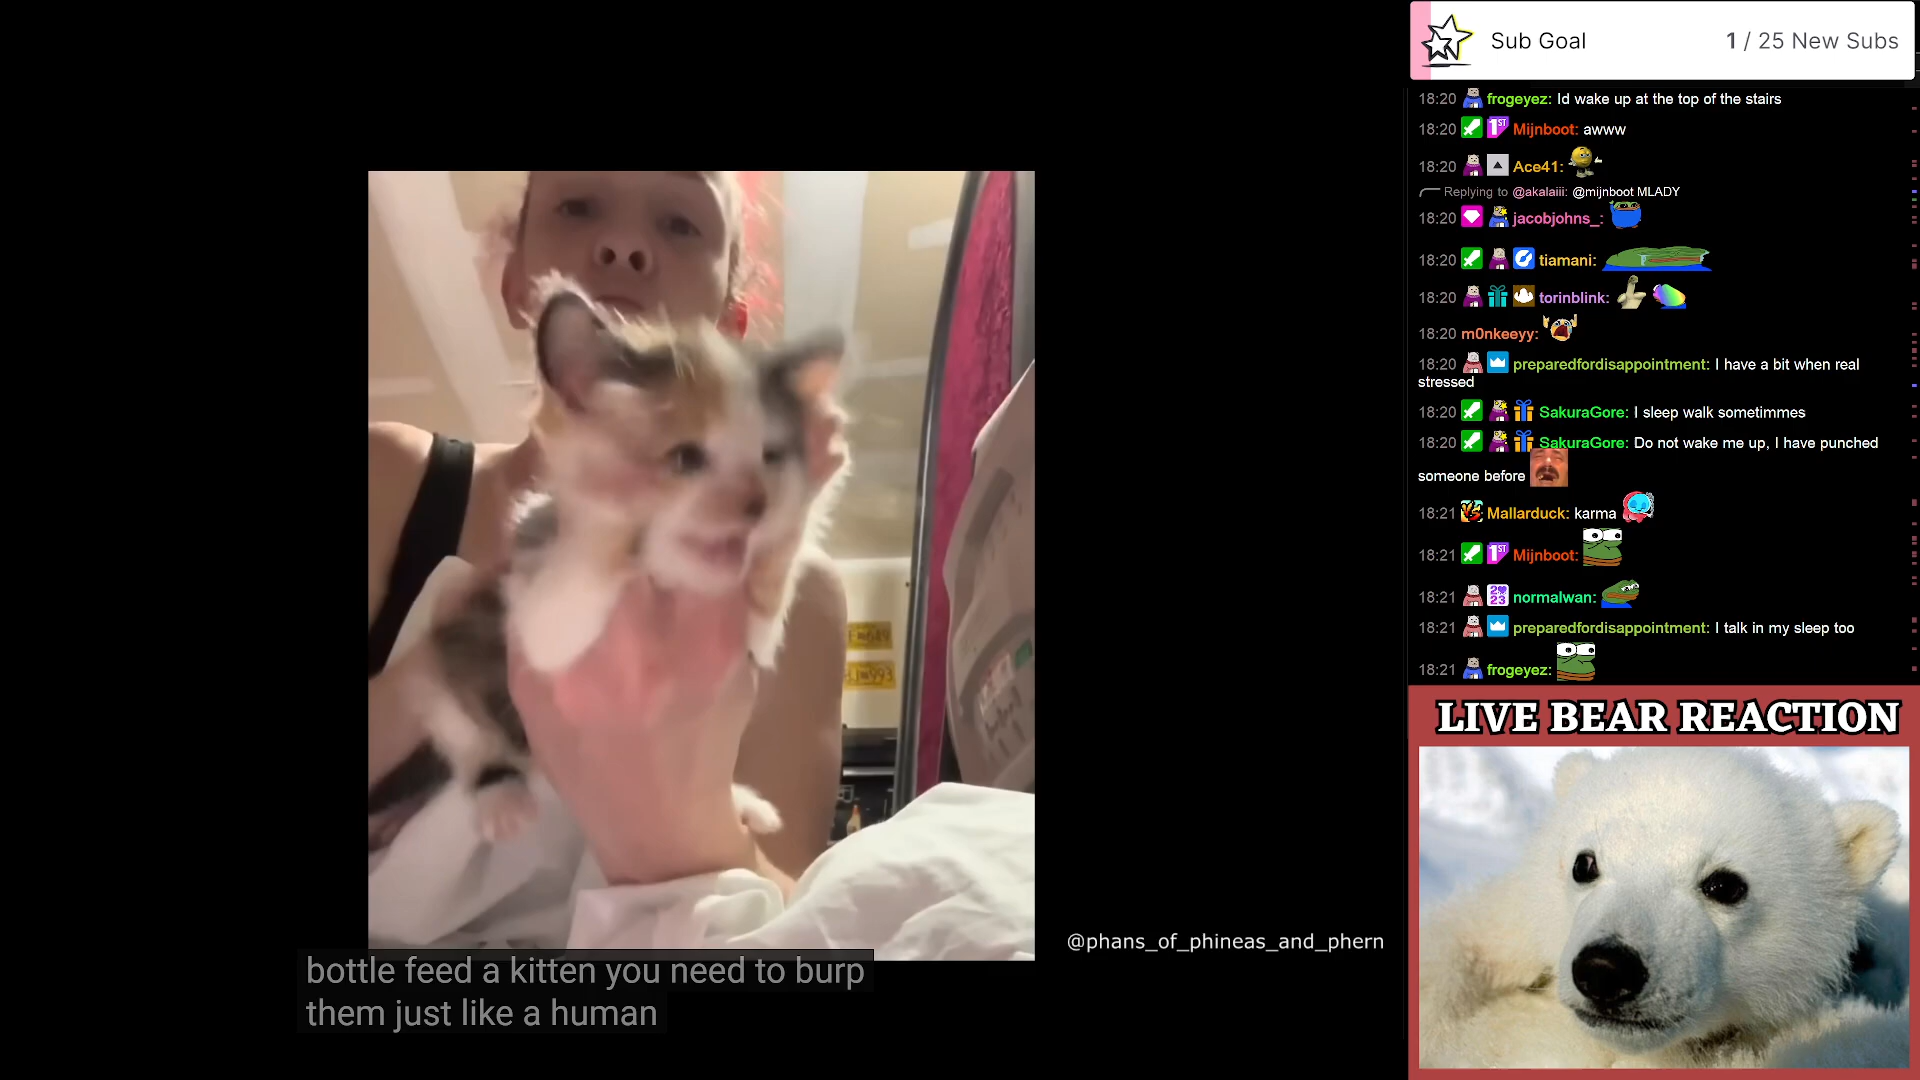 Sub Goal 1 / 25 New Subs
18:20 frogeyez: Id wake up at the top of the stairs
18:20 1ST Mijnboot: awww
18:20 Ace41:
Replying to @akalaiii: @mijnboot MLADY
18:20 jacobjohns_:
18:20 tiamani:
18:20 torinblink:
18:20 m0nkeeyy:
18:20 preparedfordisappointment: I have a bit when real
stressed
18:20 SakuraGore: I sleep walk sometimmes
18:20 SakuraGore: Do not wake me up, I have punched
someone before
18:21 Mallarduck: karma
18:21 1ST Mijnboot:
18:21 normalwan:
18:21 preparedfordisappointment: I talk in my sleep too
18:21 frogeyez:
LIVE BEAR REACTION
@phans_of_phineas_and_phern
bottle feed a kitten you need to burp
them just like a human